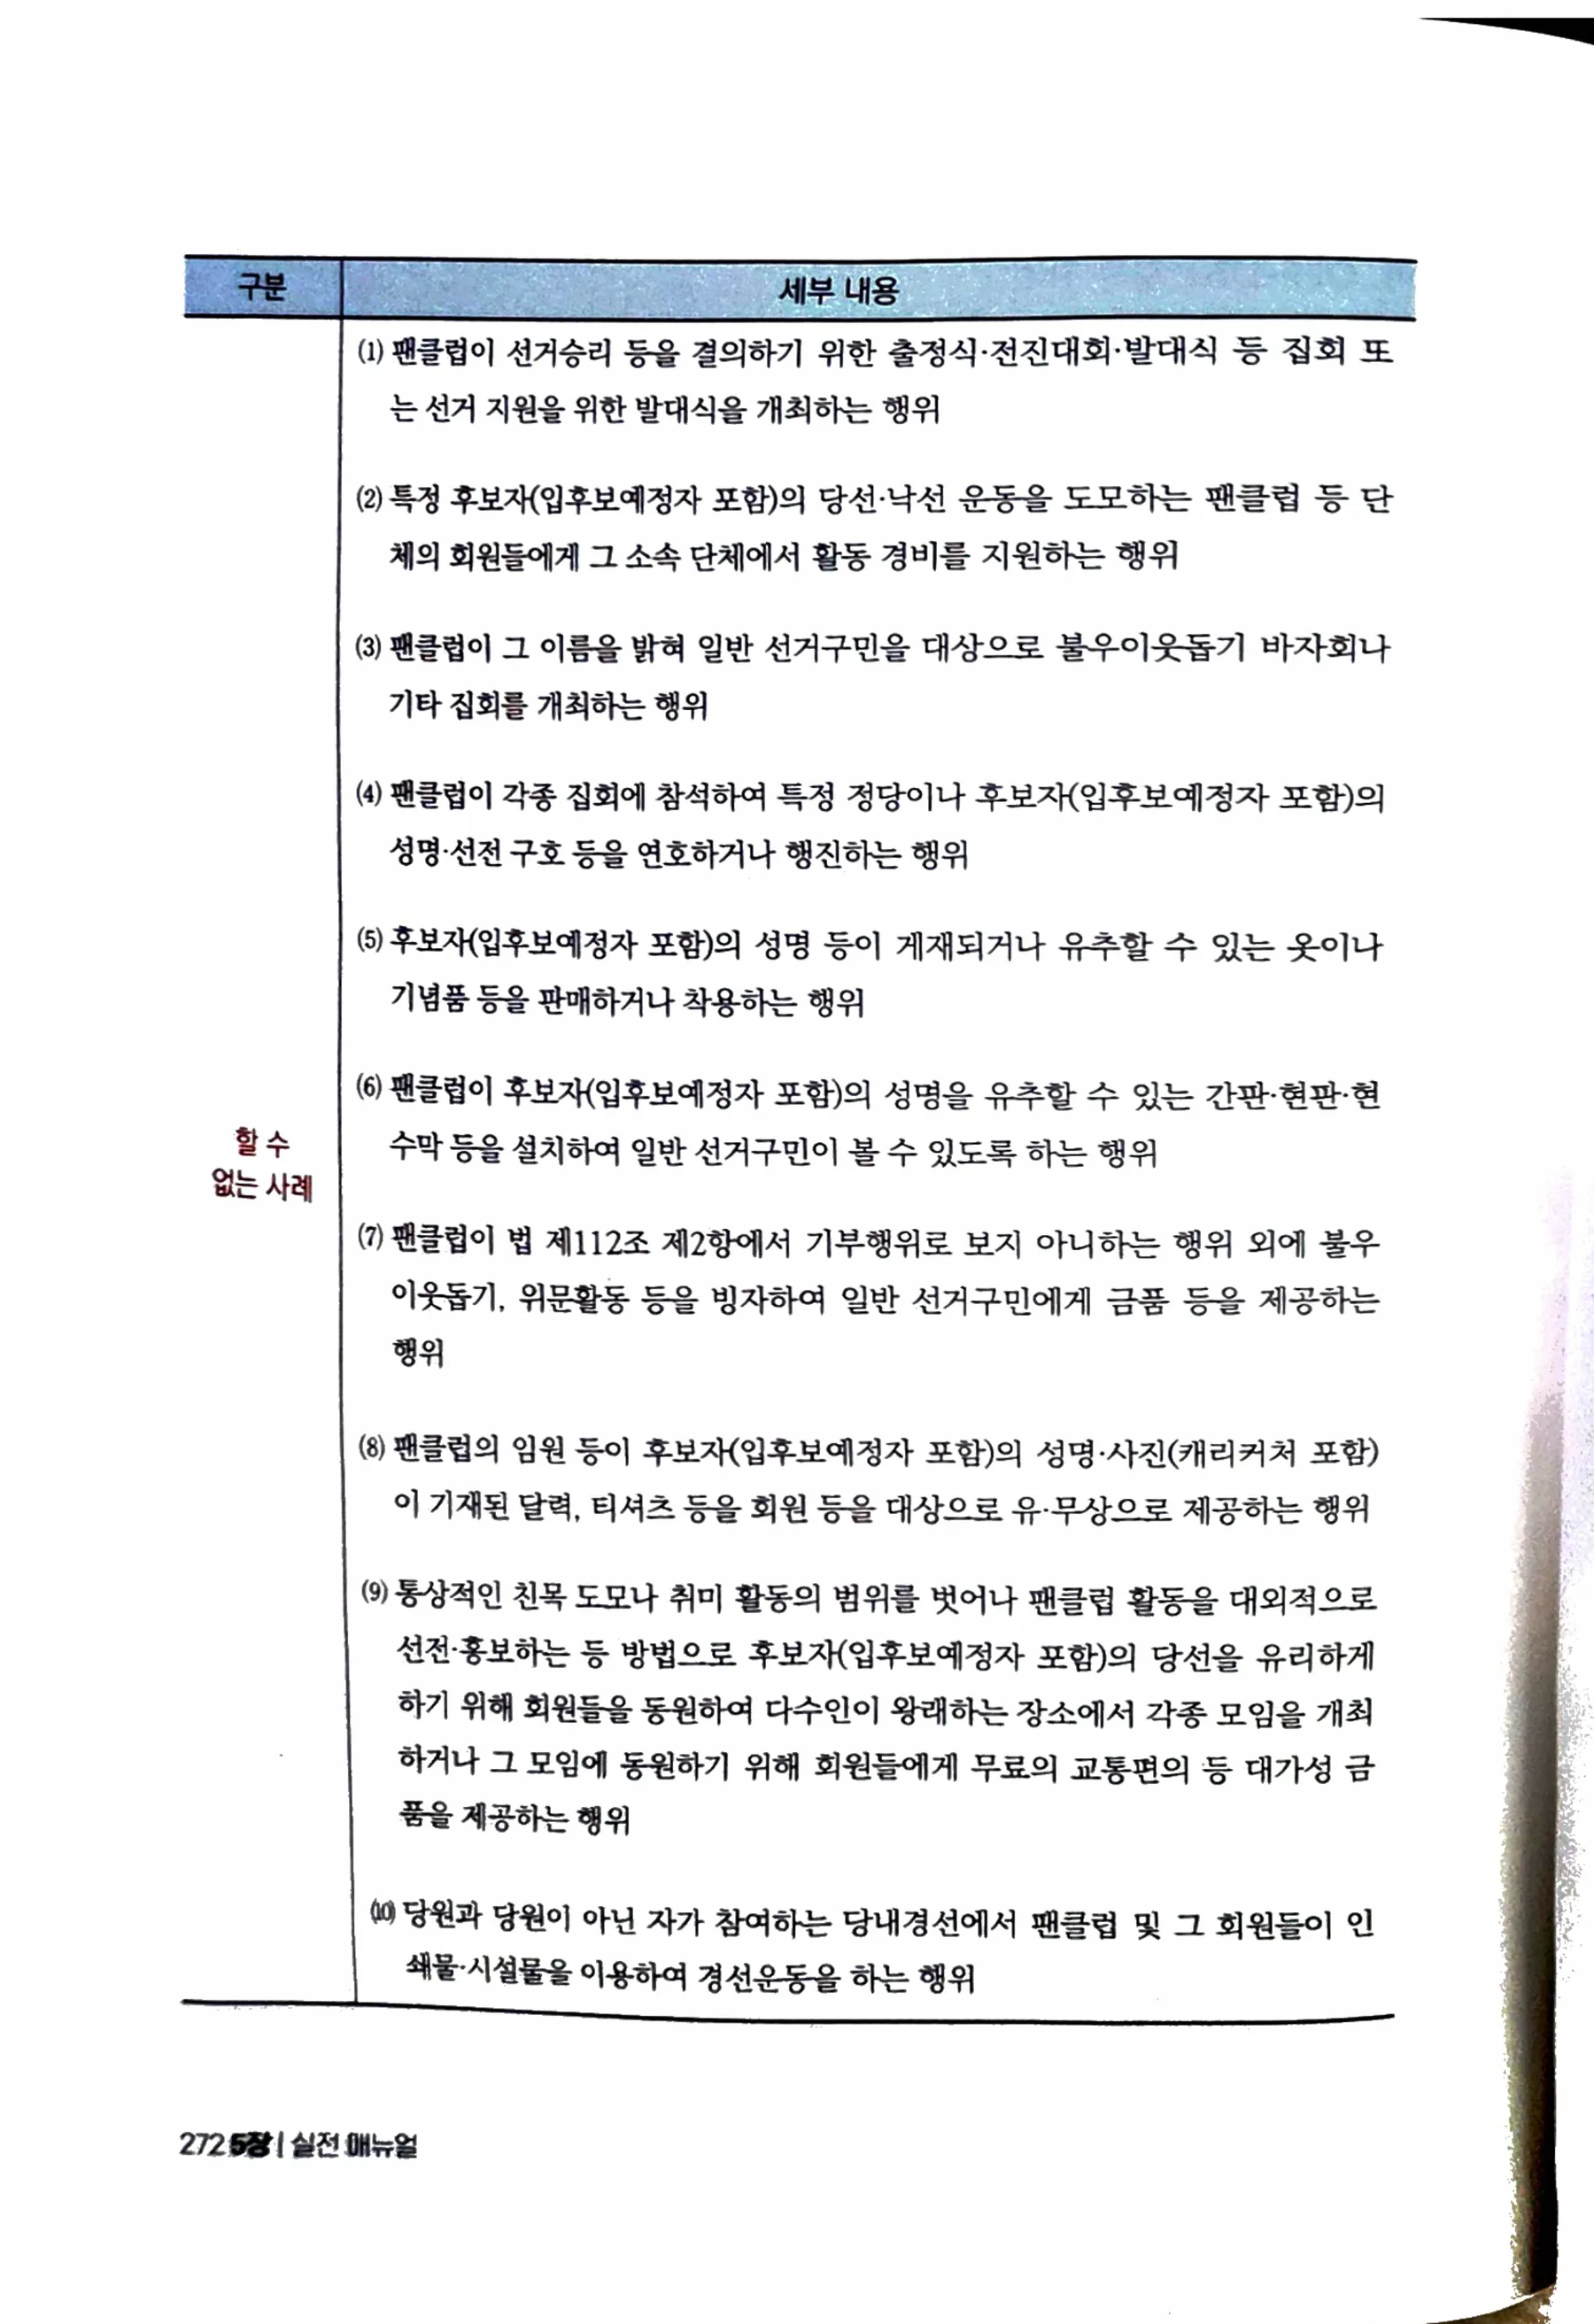 구분
세부 내용
할 수
없는 사례
(1) 팬클럽이 선거승리 등을 결의하기 위한 출정식·전진대회·발대식 등 집회 또
는 선거 지원을 위한 발대식을 개최하는 행위
(2) 특정 후보자(입후보예정자 포함)의 당선·낙선 운동을 도모하는 팬클럽 등 단
체의 회원들에게 그 소속 단체에서 활동 경비를 지원하는 행위
(3) 팬클럽이 그 이름을 밝혀 일반 선거구민을 대상으로 불우이웃돕기 바자회나
기타 집회를 개최하는 행위
(4) 팬클럽이 각종 집회에 참석하여 특정 정당이나 후보자(입후보예정자 포함)의
성명·선전 구호 등을 연호하거나 행진하는 행위
(5) 후보자(입후보예정자 포함)의 성명 등이 게재되거나 유추할 수 있는 옷이나
기념품 등을 판매하거나 착용하는 행위
(6) 팬클럽이 후보자(입후보예정자 포함)의 성명을 유추할 수 있는 간판·현판·현
수막 등을 설치하여 일반 선거구민이 볼 수 있도록 하는 행위
(7) 팬클럽이 법 제112조 제2항에서 기부행위로 보지 아니하는 행위 외에 불우
이웃돕기, 위문활동 등을 빙자하여 일반 선거구민에게 금품 등을 제공하는
행위
(8) 팬클럽의 임원 등이 후보자(입후보예정자 포함)의 성명·사진(캐리커처 포함)
이 기재된 달력, 티셔츠 등을 회원 등을 대상으로 유·무상으로 제공하는 행위
(9) 통상적인 친목 도모나 취미 활동의 범위를 벗어나 팬클럽 활동을 대외적으로
선전·홍보하는 등 방법으로 후보자(입후보예정자 포함)의 당선을 유리하게
하기 위해 회원들을 동원하여 다수인이 왕래하는 장소에서 각종 모임을 개최
하거나 그 모임에 동원하기 위해 회원들에게 무료의 교통편의 등 대가성 금
품을 제공하는 행위
(10) 당원과 당원이 아닌 자가 참여하는 당내경선에서 팬클럽 및 그 회원들이 인
쇄물·시설물을 이용하여 경선운동을 하는 행위
272 5장 | 실전 매뉴얼